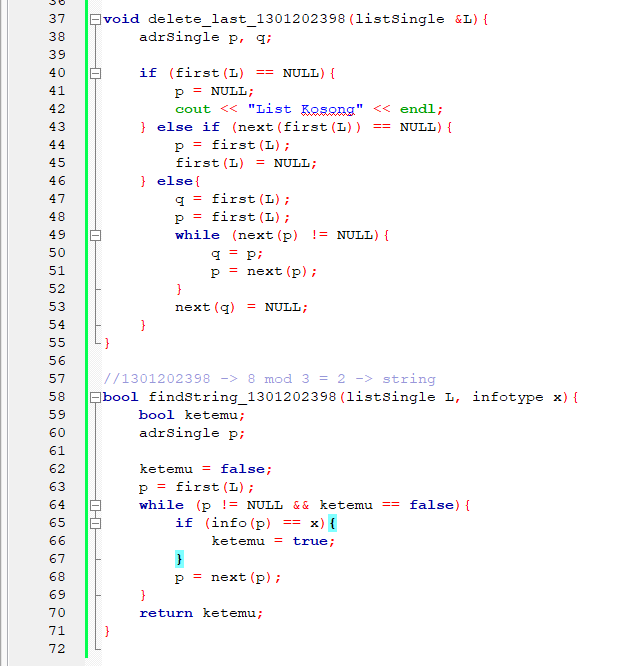 36
37 void delete_last_1301202398(listSingle &L){
38     adrSingle p, q;
39
40     if (first(L) == NULL){
41         p = NULL;
42         cout << "List Kosong" << endl;
43     } else if (next(first(L)) == NULL){
44         p = first(L);
45         first(L) = NULL;
46     } else{
47         q = first(L);
48         p = first(L);
49         while (next(p) != NULL){
50             q = p;
51             p = next(p);
52         }
53         next(q) = NULL;
54     }
55 }
56
57 //1301202398 -> 8 mod 3 = 2 -> string
58 bool findString_1301202398(listSingle L, infotype x){
59     bool ketemu;
60     adrSingle p;
61
62     ketemu = false;
63     p = first(L);
64     while (p != NULL && ketemu == false){
65         if (info(p) == x){
66             ketemu = true;
67         }
68         p = next(p);
69     }
70     return ketemu;
71 }
72